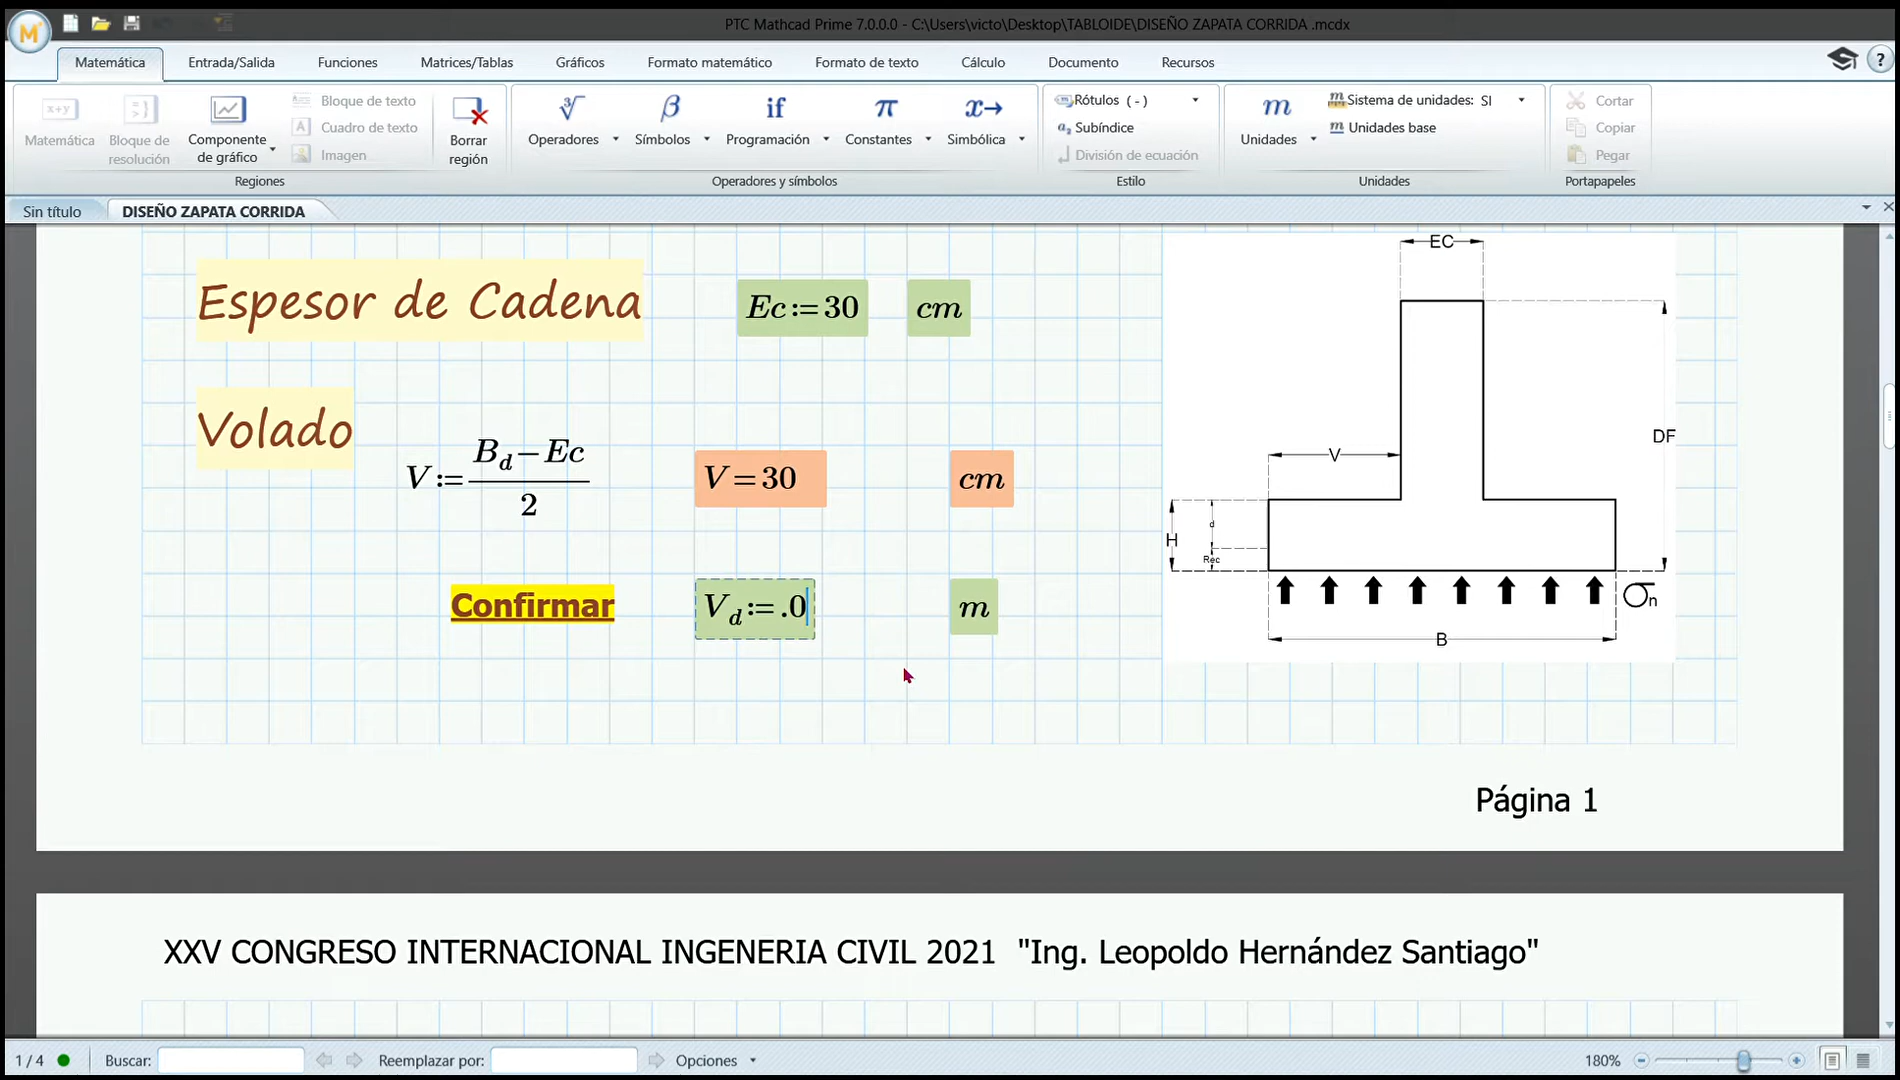 PTC Mathcad Prime 7.0.0.0 - C:\Users\victo\Desktop\TABLOIDE\DISEÑO ZAPATA CORRIDA .mcdx
Matemática Entrada/Salida Funciones Matrices/Tablas Gráficos Formato matemático Formato de texto Cálculo Documento Recursos
Matemática
Bloque de resolución
Componente de gráfico
Bloque de texto
Cuadro de texto
Imagen
Borrar región
Regiones
Operadores
Símbolos
if
Programación
π
Constantes
Simbólica
Operadores y símbolos
Rótulos ( - )
Subíndice
División de ecuación
Estilo
m
Unidades
Sistema de unidades: SI
Unidades base
Unidades
Cortar
Copiar
Pegar
Portapapeles
Sin título DISEÑO ZAPATA CORRIDA
Espesor de Cadena Ec:=30 cm
Volado
V:=(B_d−Ec)/2 V=30 cm
Confirmar V_d:=.0 m
EC
DF
V
H
d
Rec
σn
B
Página 1
XXV CONGRESO INTERNACIONAL INGENERIA CIVIL 2021 "Ing. Leopoldo Hernández Santiago"
1 / 4 Buscar: Reemplazar por: Opciones 180%